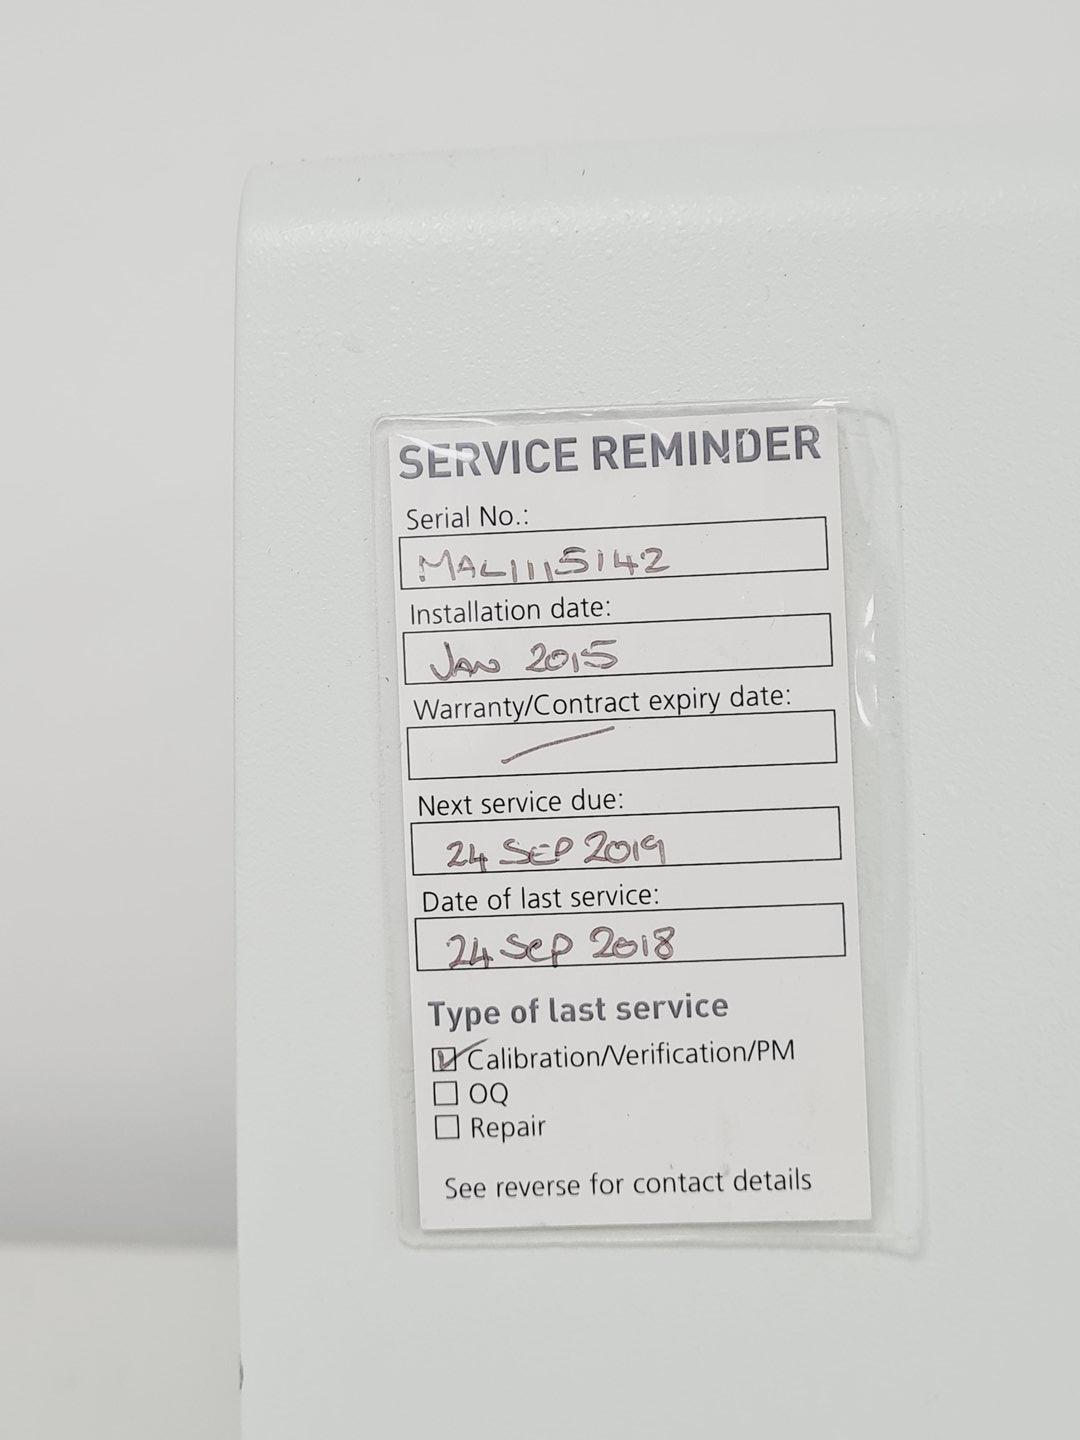 SERVICE REMINDER
Serial No.:
MAL1115142
Installation date:
JAN 2015
Warranty/Contract expiry date:
Next service due:
24 SEP 2019
Date of last service:
24 SEP 2018
Type of last service
Calibration/Verification/PM
OQ
Repair
See reverse for contact details